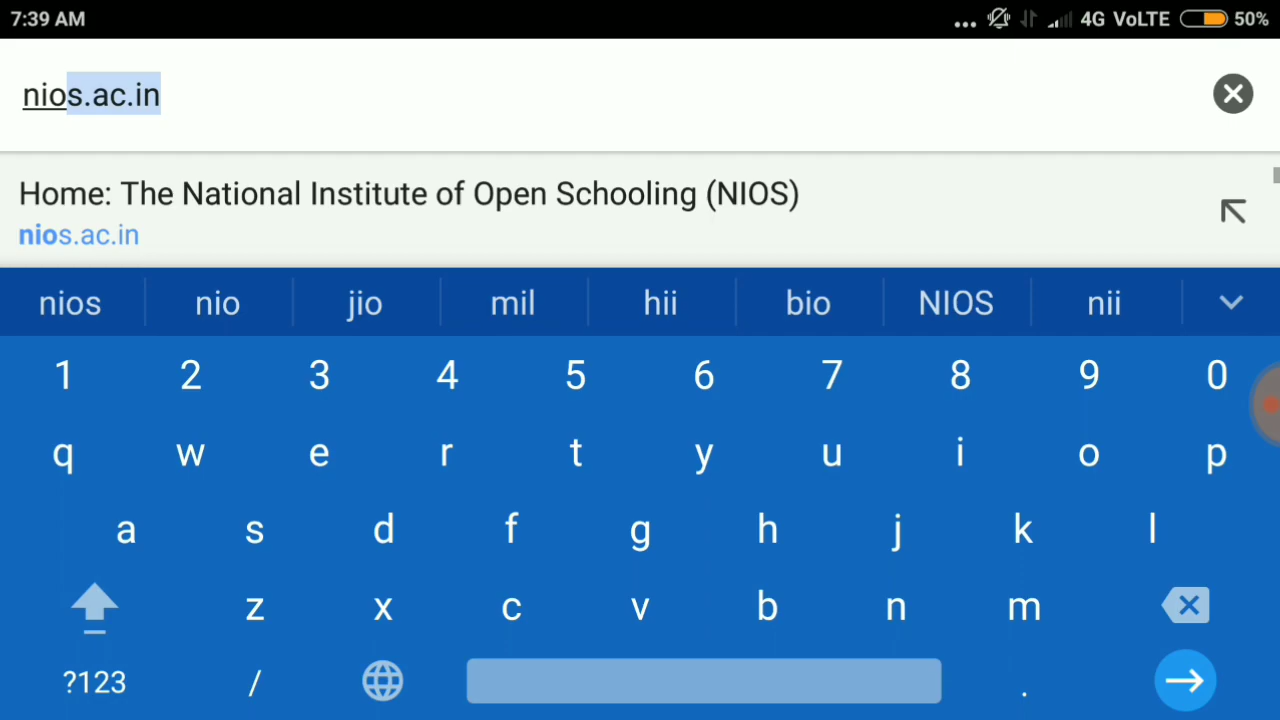 7:39 AM ... 4G VoLTE 50%
nios.ac.in
Home: The National Institute of Open Schooling (NIOS)
nios.ac.in
nios nio jio mil hii bio NIOS nii
1 2 3 4 5 6 7 8 9 0
q w e r t y u i o p
a s d f g h j k l
z x c v b n m
?123 / .